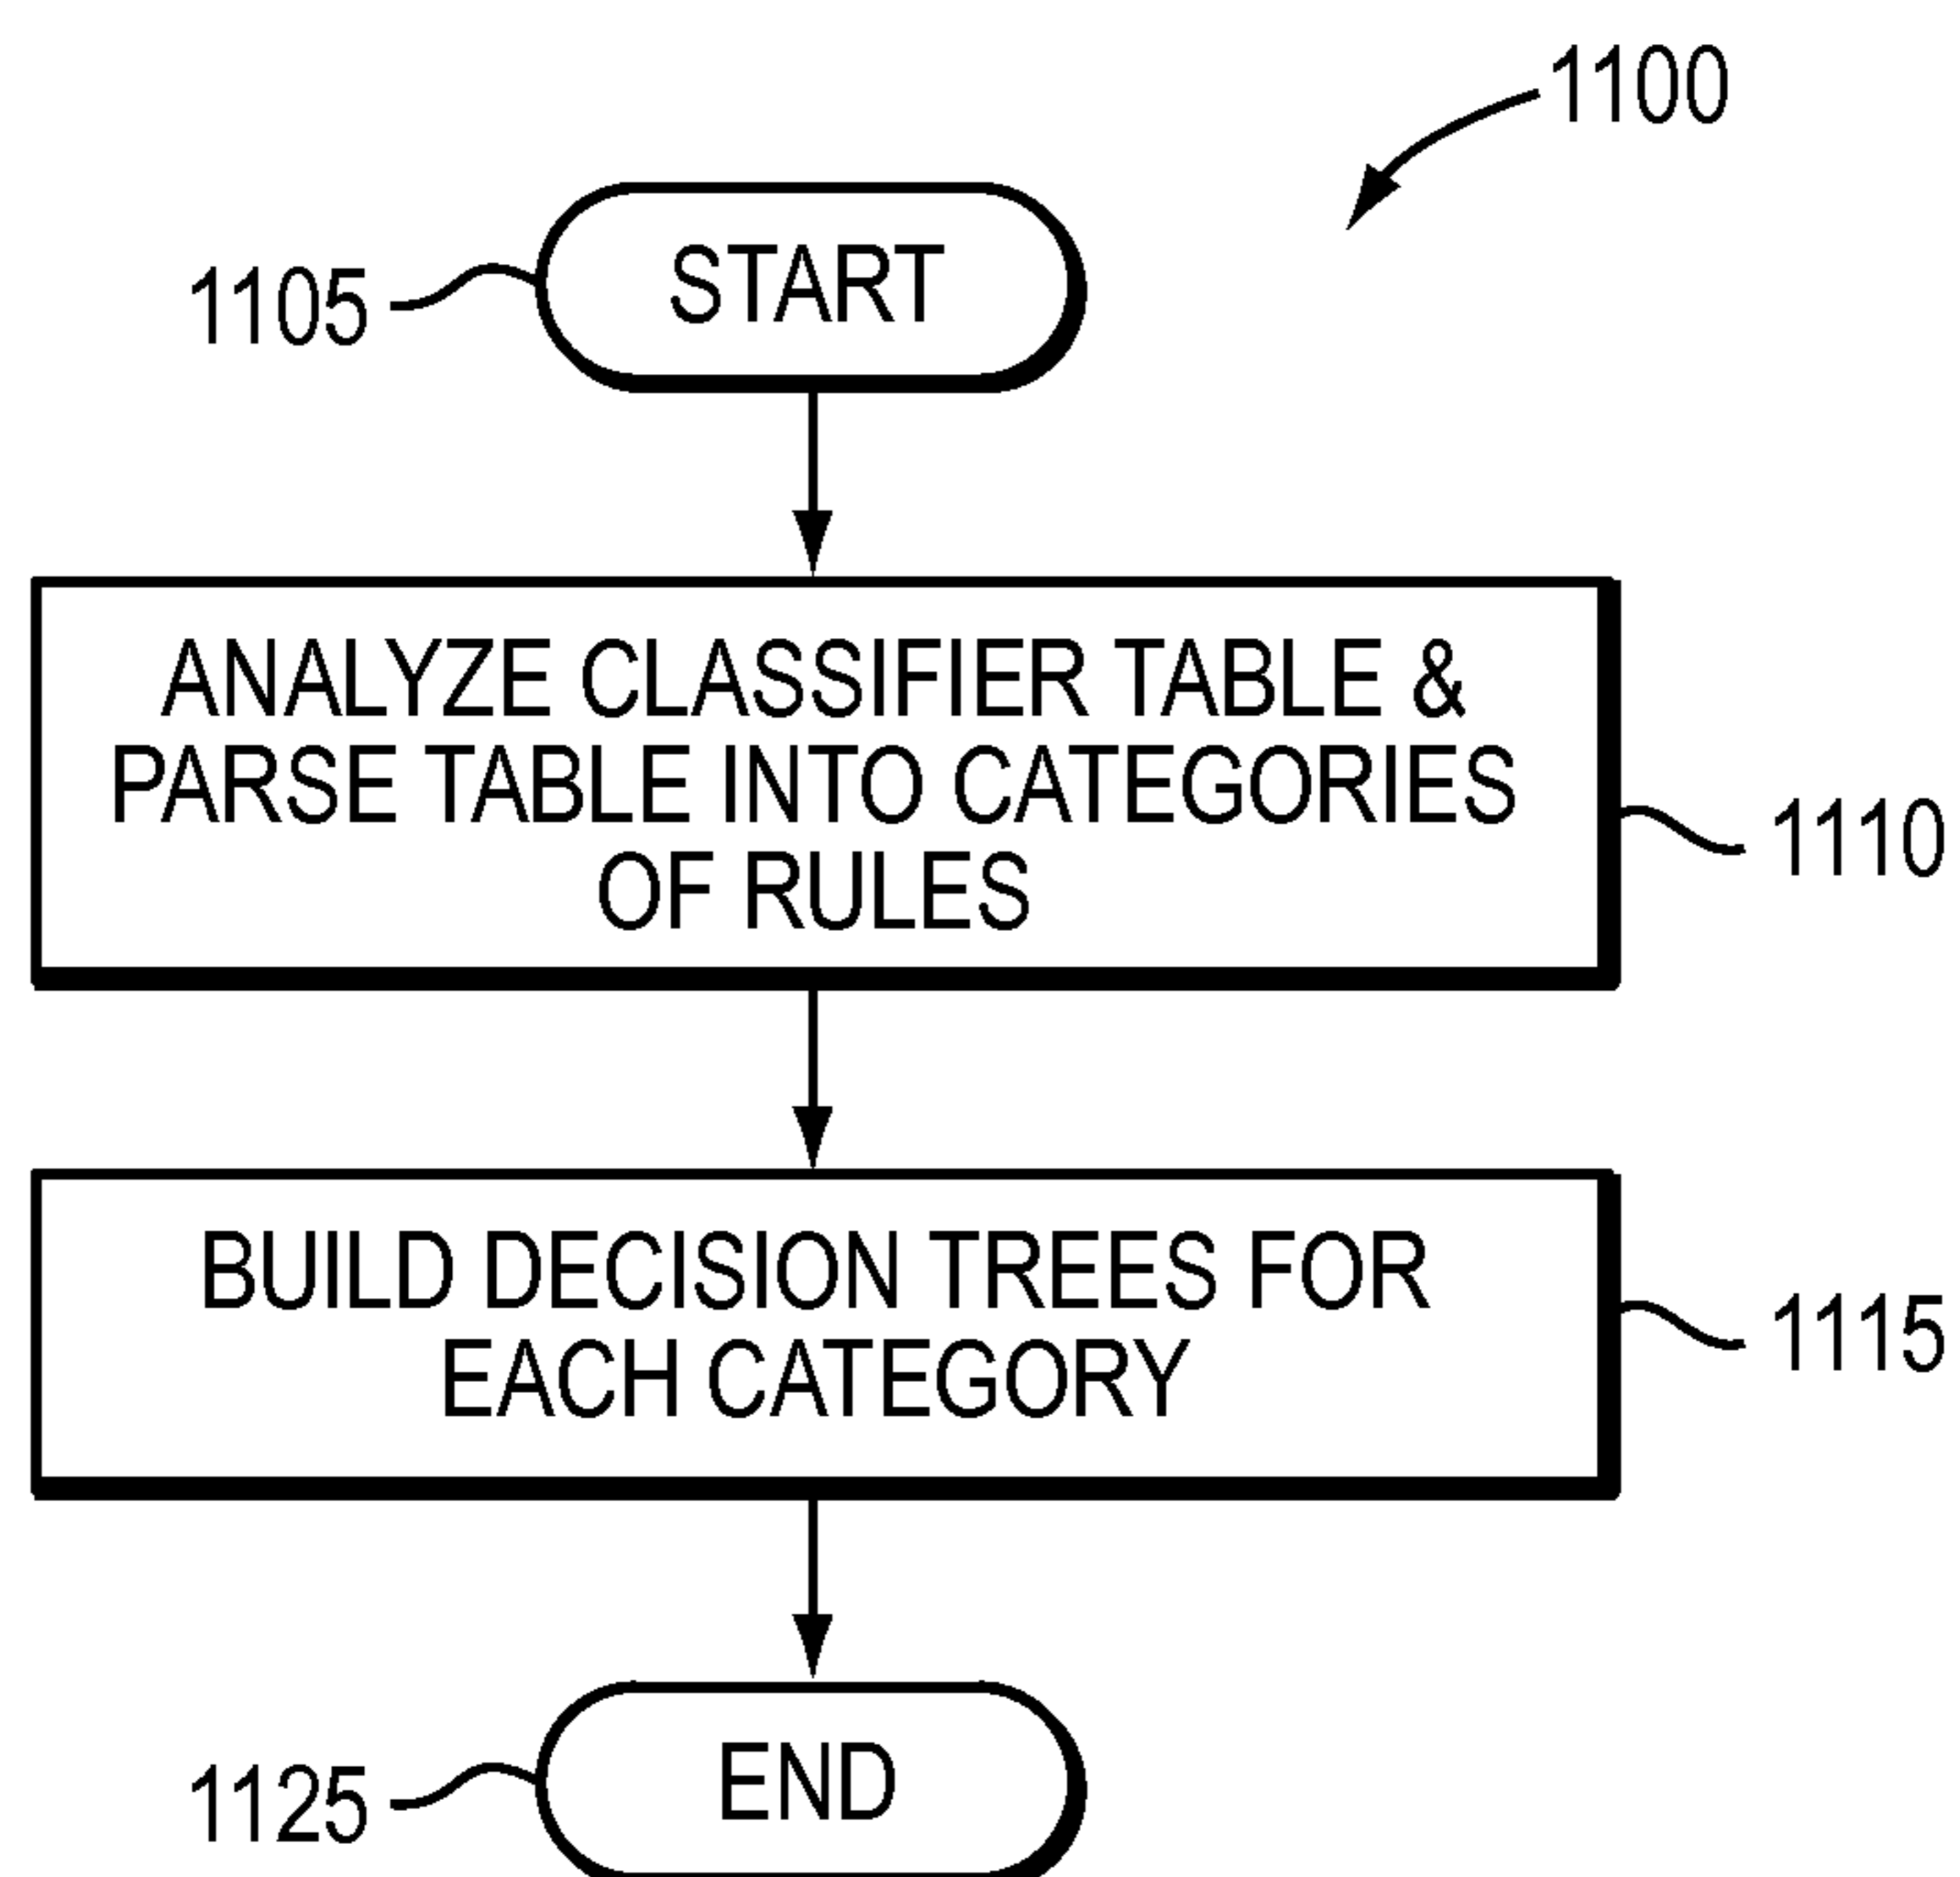 1100
START
1105
ANALYZE CLASSIFIER TABLE &
PARSE TABLE INTO CATEGORIES
OF RULES
1110
BUILD DECISION TREES FOR
EACH CATEGORY
1115
END
1125